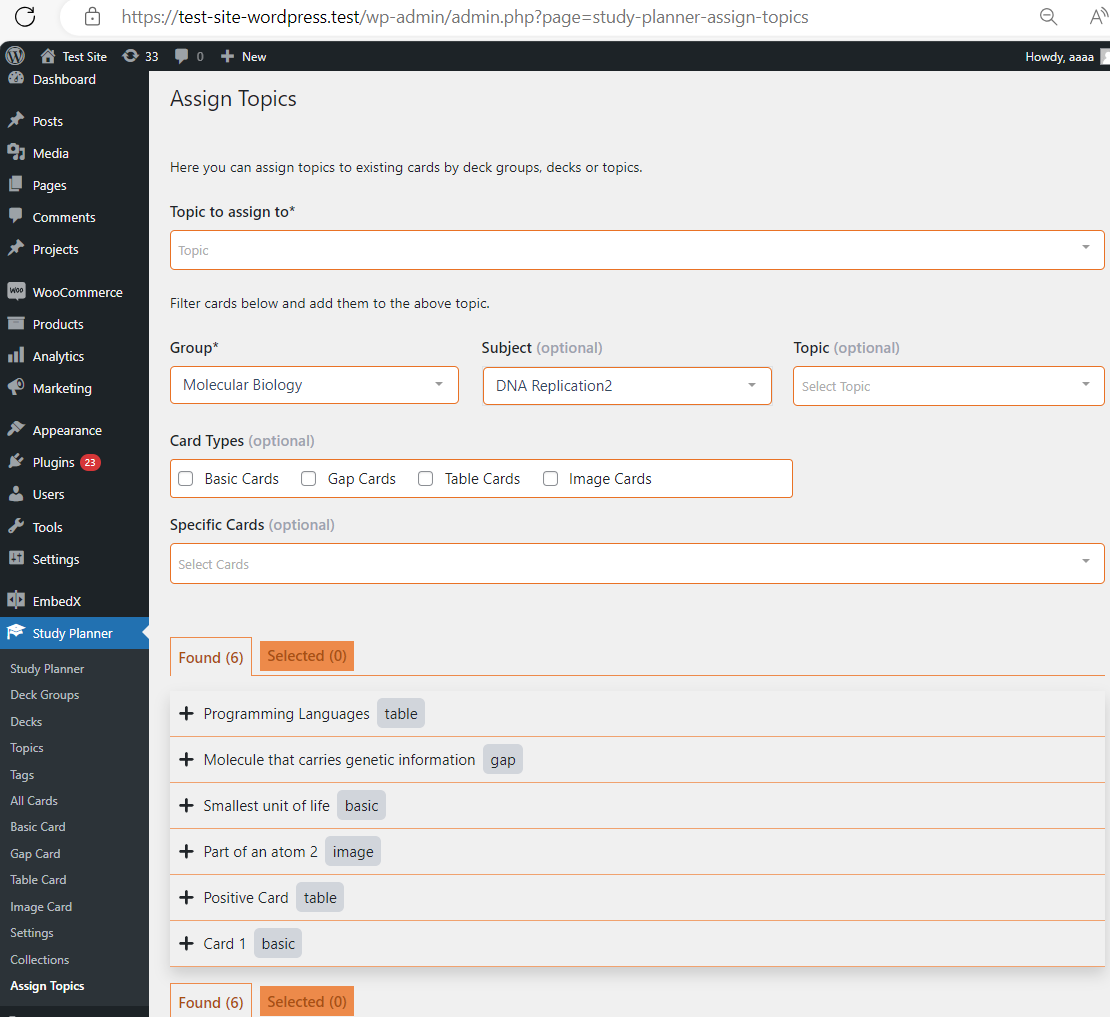 https://test-site-wordpress.test/wp-admin/admin.php?page=study-planner-assign-topics
Test Site 33 0 New Howdy, aaaa
Dashboard
Posts
Media
Pages
Comments
Projects
WooCommerce
Products
Analytics
Marketing
Appearance
Plugins 23
Users
Tools
Settings
EmbedX
Study Planner
Study Planner
Deck Groups
Decks
Topics
Tags
All Cards
Basic Card
Gap Card
Table Card
Image Card
Settings
Collections
Assign Topics
Assign Topics
Here you can assign topics to existing cards by deck groups, decks or topics.
Topic to assign to*
Topic
Filter cards below and add them to the above topic.
Group* Subject (optional) Topic (optional)
Molecular Biology DNA Replication2 Select Topic
Card Types (optional)
Basic Cards Gap Cards Table Cards Image Cards
Specific Cards (optional)
Select Cards
Found (6) Selected (0)
Programming Languages table
Molecule that carries genetic information gap
Smallest unit of life basic
Part of an atom 2 image
Positive Card table
Card 1 basic
Found (6) Selected (0)